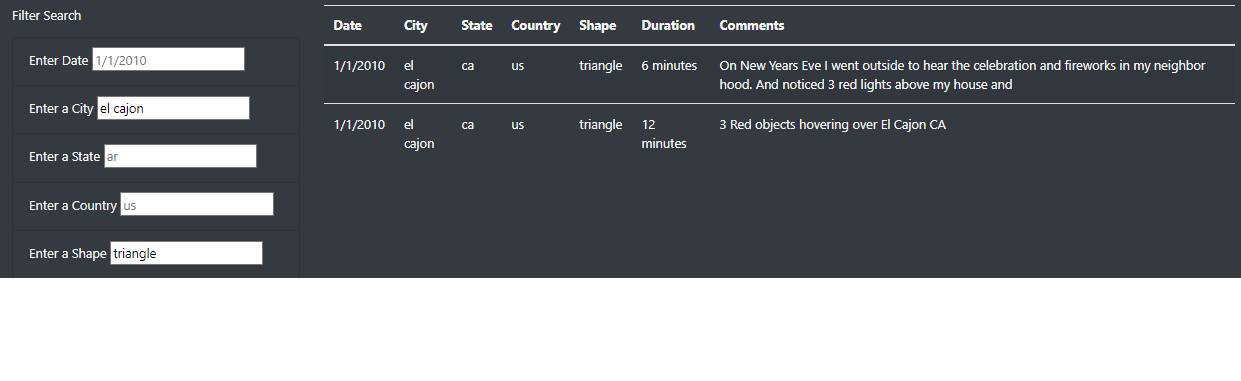 Filter Search
Enter Date 1/1/2010
Enter a City el cajon
Enter a State ar
Enter a Country us
Enter a Shape triangle
Date City State Country Shape Duration Comments
1/1/2010 el cajon ca us triangle 6 minutes On New Years Eve I went outside to hear the celebration and fireworks in my neighbor
hood. And noticed 3 red lights above my house and
1/1/2010 el cajon ca us triangle 12 minutes 3 Red objects hovering over El Cajon CA